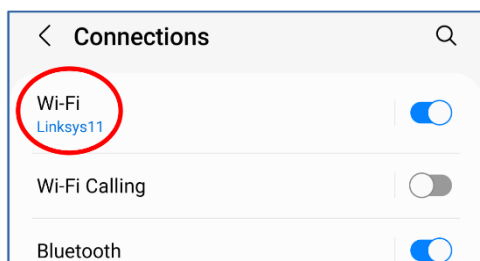 Connections
Wi-Fi
Linksys11
Wi-Fi Calling
Bluetooth